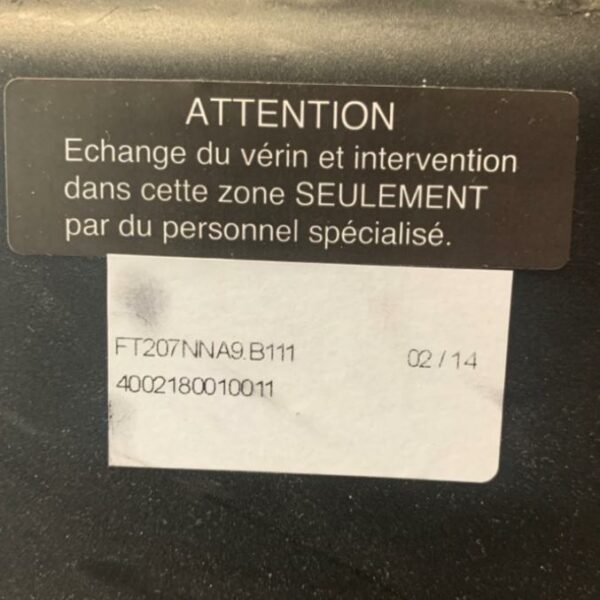 ATTENTION
Echange du vérin et intervention
dans cette zone SEULEMENT
par du personnel spécialisé.
FT207NNA9.B111 02/14
4002180010011